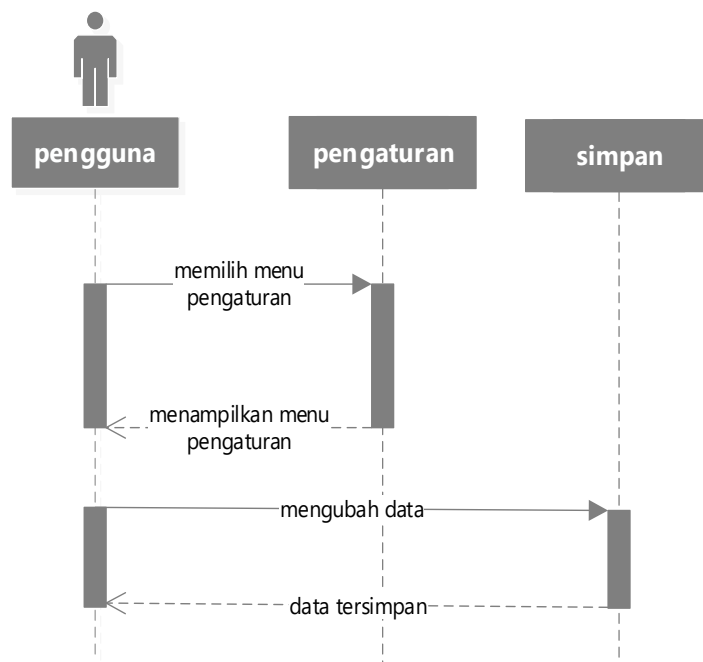 pengguna
pengaturan
simpan
memilih menu
pengaturan
menampilkan menu
pengaturan
mengubah data
data tersimpan